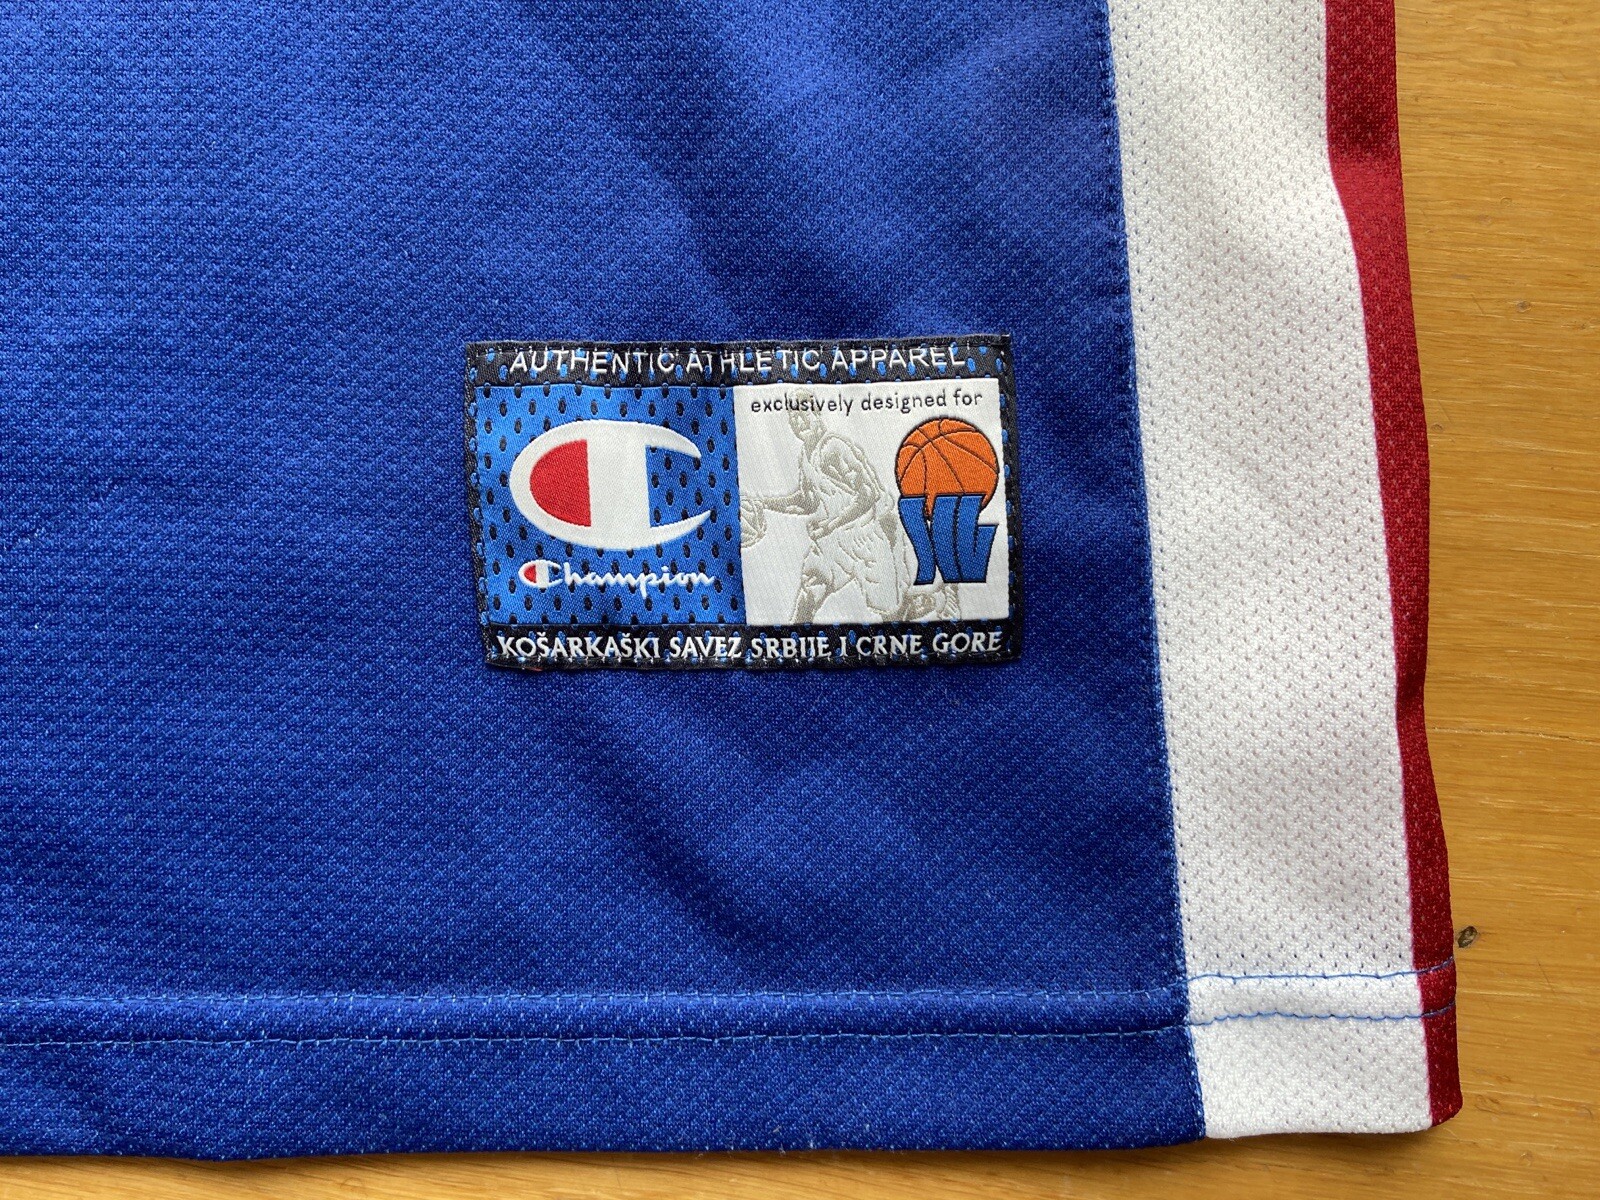 AUTHENTIC ATHLETIC APPAREL
exclusively designed for
Champion
KOŠARKAŠKI SAVEZ SRBIJE I CRNE GORE